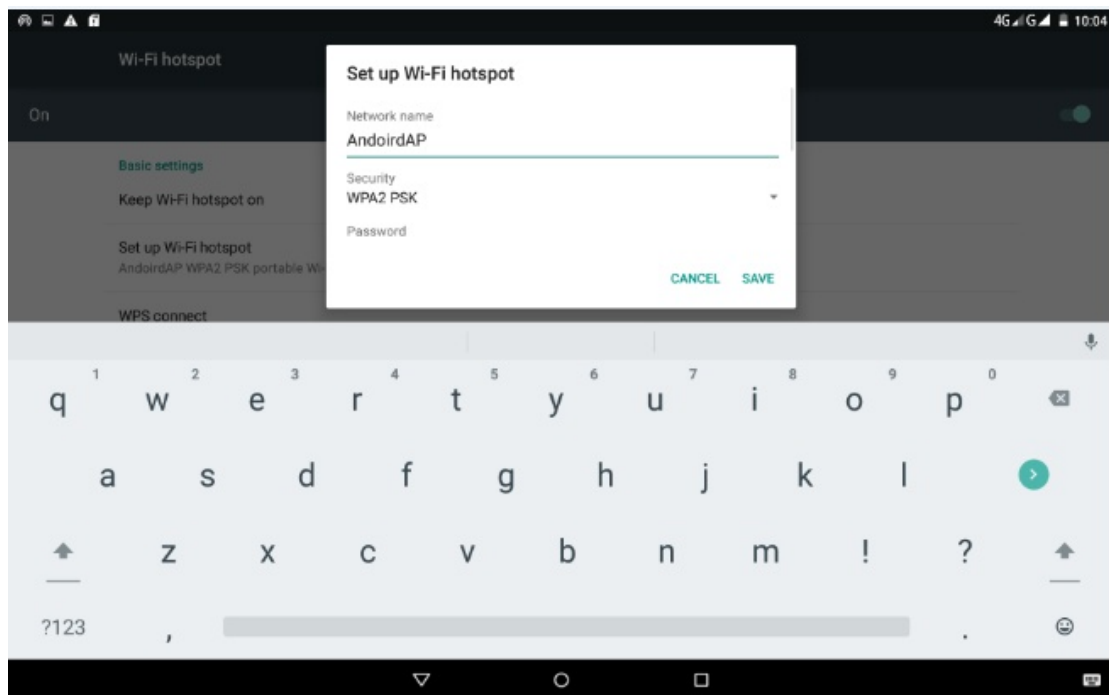 4G G 10:04
Wi-Fi hotspot
On
Basic settings
Keep Wi-Fi hotspot on
Set up Wi-Fi hotspot
AndoirdAP WPA2 PSK portable Wi-
WPS connect
Set up Wi-Fi hotspot
Network name
AndoirdAP
Security
WPA2 PSK
Password
CANCEL SAVE
1 2 3 4 5 6 7 8 9 0
q w e r t y u i o p
a s d f g h j k l
z x c v b n m ! ?
?123 , .